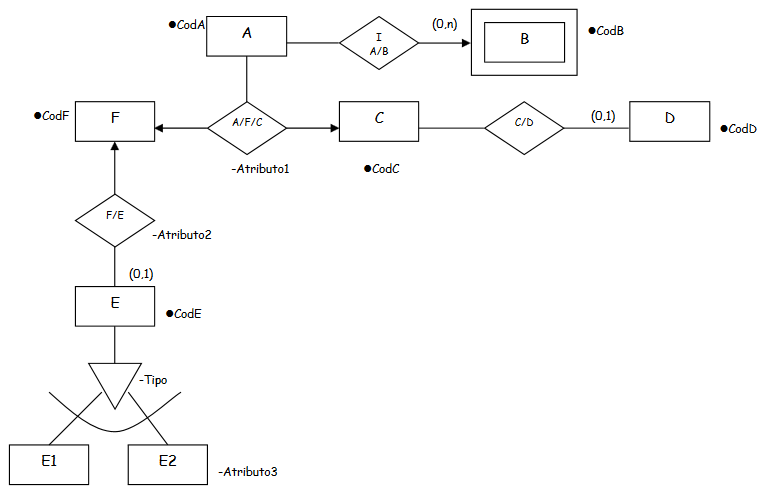 ●CodA
A
I
A/B
(0,n)
B
●CodB
●CodF
F
A/F/C
C
C/D
(0,1)
D
●CodD
-Atributo1
●CodC
F/E
-Atributo2
(0,1)
E
●CodE
-Tipo
E1
E2
-Atributo3